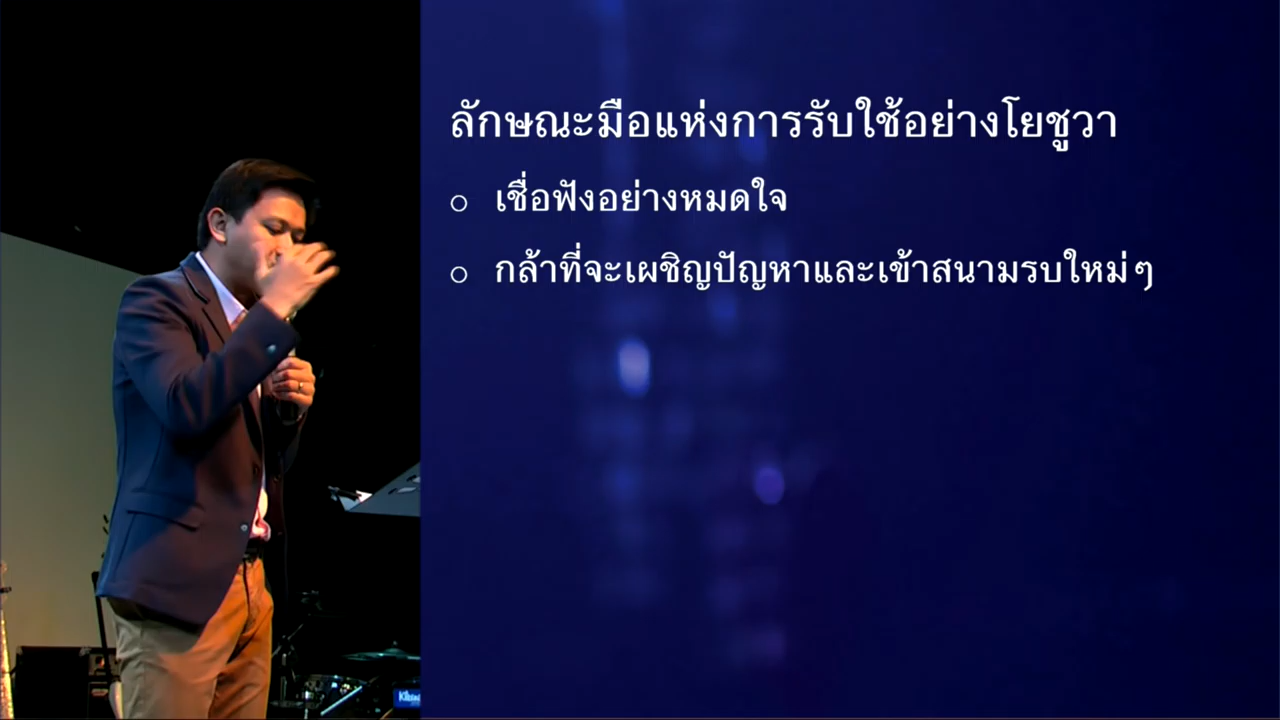 ลักษณะมือแห่งการรับใช้อย่างโยชูวา
เชื่อฟังอย่างหมดใจ
กล้าที่จะเผชิญปัญหาและเข้าสนามรบใหม่ๆ